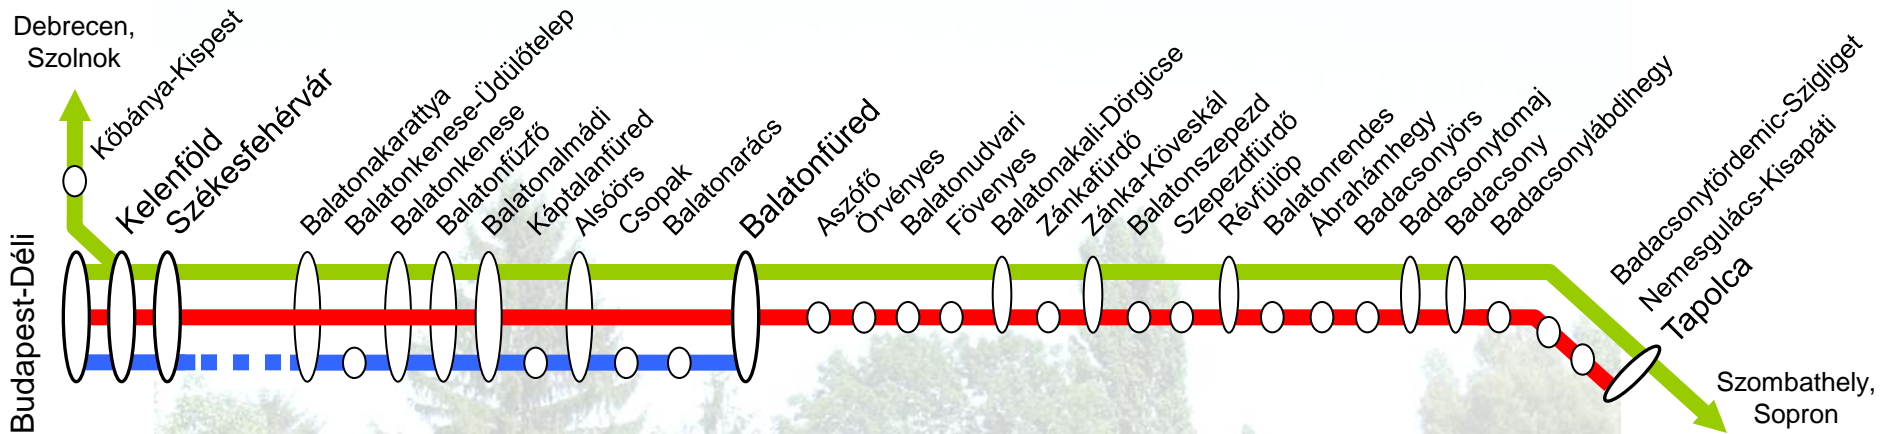 Debrecen,
Szolnok
Kőbánya-Kispest
Budapest-Déli
Kelenföld
Székesfehérvár
Balatonakarattya
Balatonkenese-Üdülőtelep
Balatonkenese
Balatonfűzfő
Balatonalmádi
Káptalanfüred
Alsóörs
Csopak
Balatonarács
Balatonfüred
Aszófő
Örvényes
Balatonudvari
Fövenyes
Balatonakali-Dörgicse
Zánkafürdő
Zánka-Köveskál
Balatonszepezd
Szepezdfürdő
Révfülöp
Balatonrendes
Ábrahámhegy
Badacsonyörs
Badacsonytomaj
Badacsony
Badacsonylábdihegy
Badacsonytördemic-Szigliget
Nemesgulács-Kisapáti
Tapolca
Szombathely,
Sopron